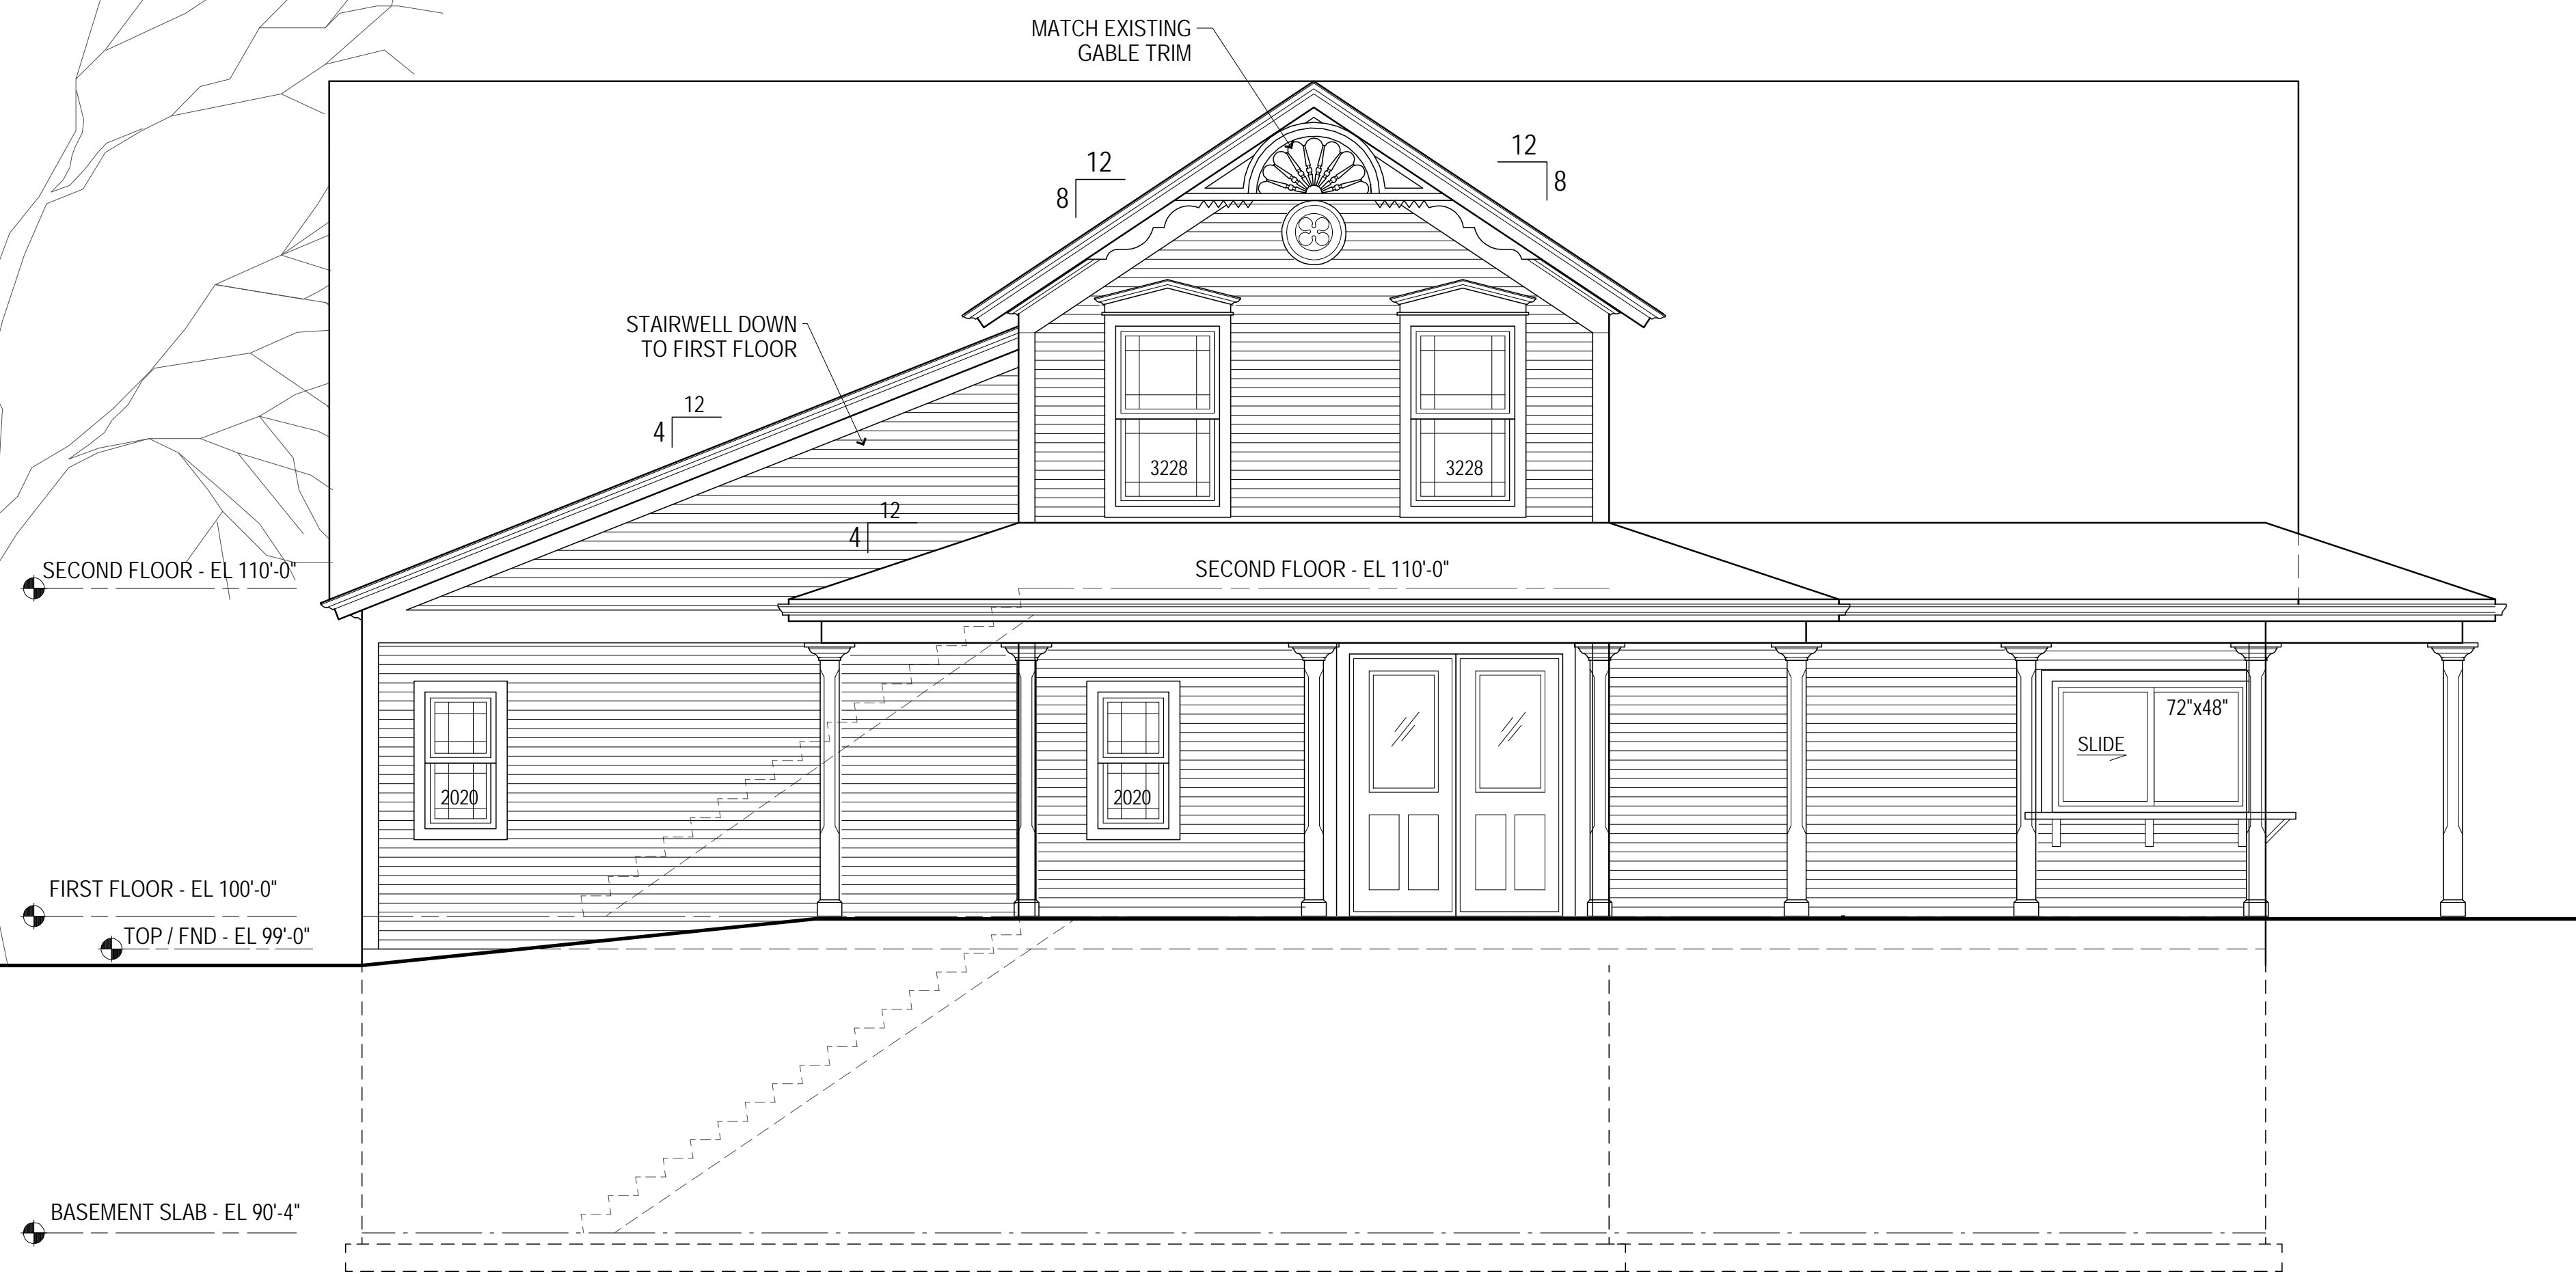 MATCH EXISTING
GABLE TRIM
12
8
12
8
STAIRWELL DOWN
TO FIRST FLOOR
12
4
3228
3228
12
4
SECOND FLOOR - EL 110'-0"
SECOND FLOOR - EL 110'-0"
72"x48"
SLIDE
2020
2020
FIRST FLOOR - EL 100'-0"
TOP / FND - EL 99'-0"
BASEMENT SLAB - EL 90'-4"